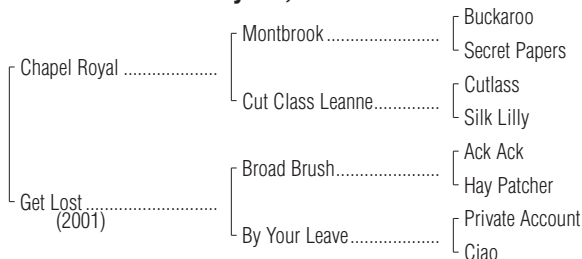 Buckaroo
Montbrook
Secret Papers
Chapel Royal
Cutlass
Cut Class Leanne
Silk Lilly
Ack Ack
Broad Brush
Hay Patcher
Get Lost
(2001)
Private Account
By Your Leave
Ciao